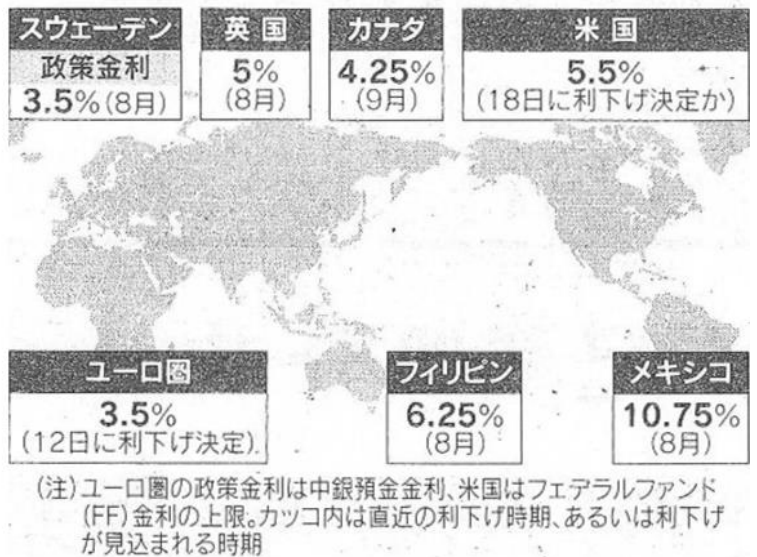 スウェーデン
政策金利
3.5%(8月)
英国
5%
(8月)
カナダ
4.25%
(9月)
米国
5.5%
(18日に利下げ決定か)
ユーロ圏
3.5%
(12日に利下げ決定)
フィリピン
6.25%
(8月)
メキシコ
10.75%
(8月)
(注)ユーロ圏の政策金利は中銀預金金利、米国はフェデラルファンド
(FF)金利の上限。カッコ内は直近の利下げ時期、あるいは利下げ
が見込まれる時期